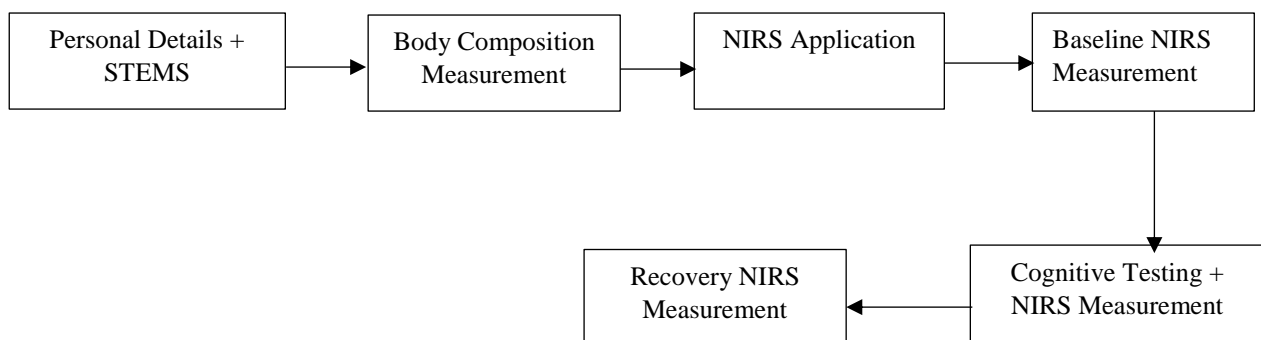 Personal Details +
STEMS
Body Composition
Measurement
NIRS Application
Baseline NIRS
Measurement
Cognitive Testing +
NIRS Measurement
Recovery NIRS
Measurement